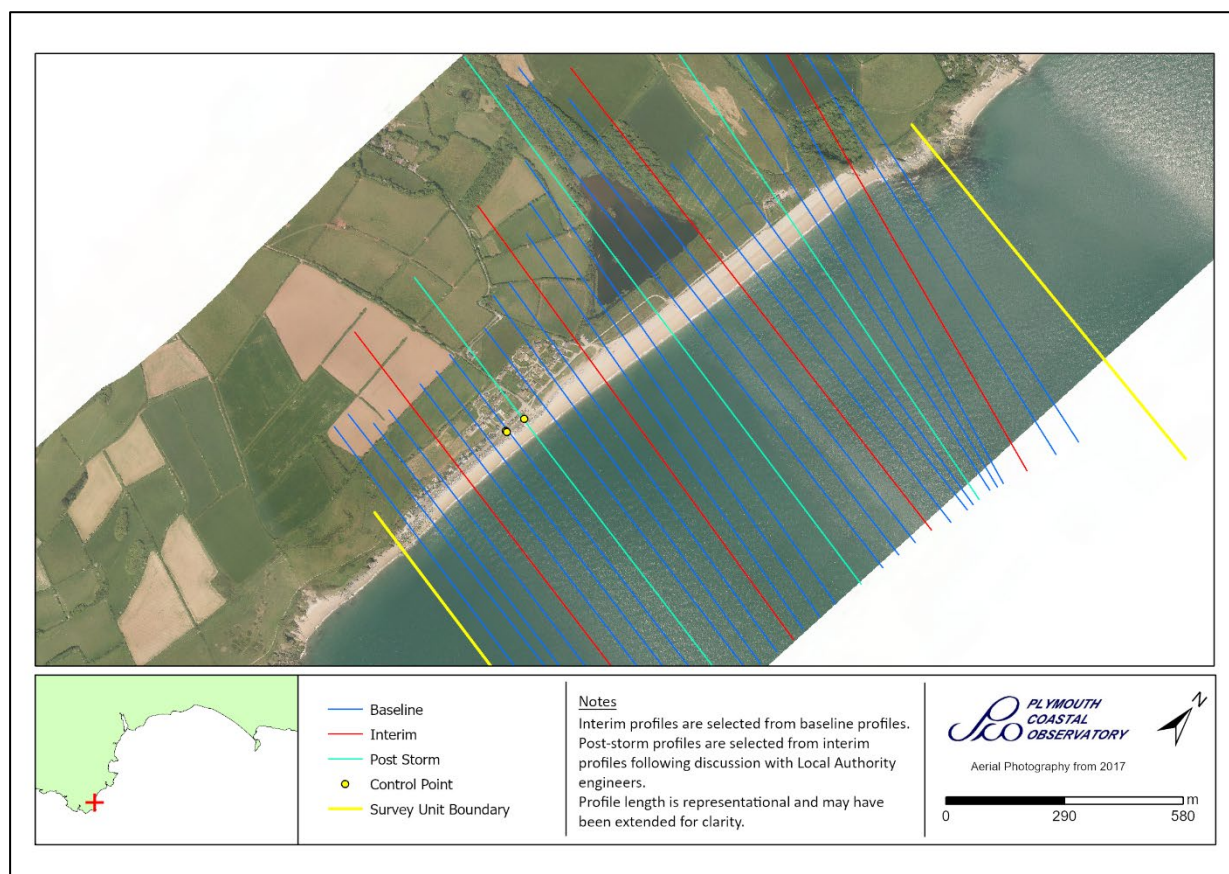 Baseline
Interim
Post Storm
Control Point
Survey Unit Boundary
Notes
Interim profiles are selected from baseline profiles.
Post-storm profiles are selected from interim
profiles following discussion with Local Authority
engineers.
Profile length is representational and may have
been extended for clarity.
PLYMOUTH
COASTAL
OBSERVATORY
N
Aerial Photography from 2017
m
0 290 580